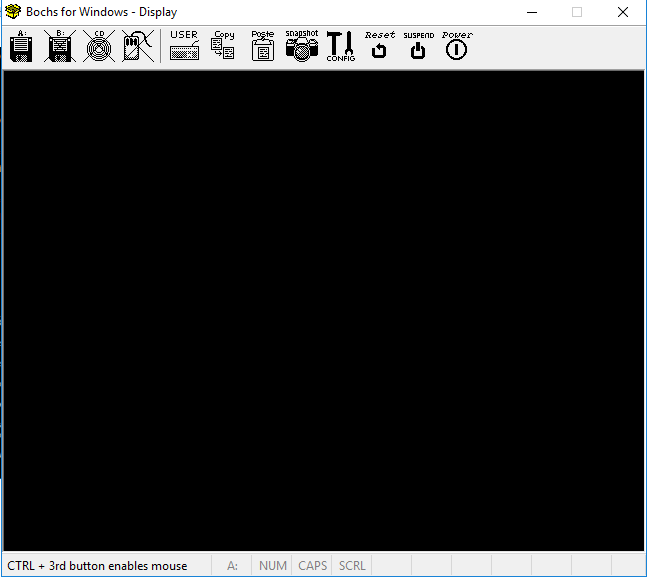 Bochs for Windows - Display
A: B: CD USER Copy Paste Snapshot CONFIG Reset SUSPEND Power
CTRL + 3rd button enables mouse A: NUM CAPS SCRL